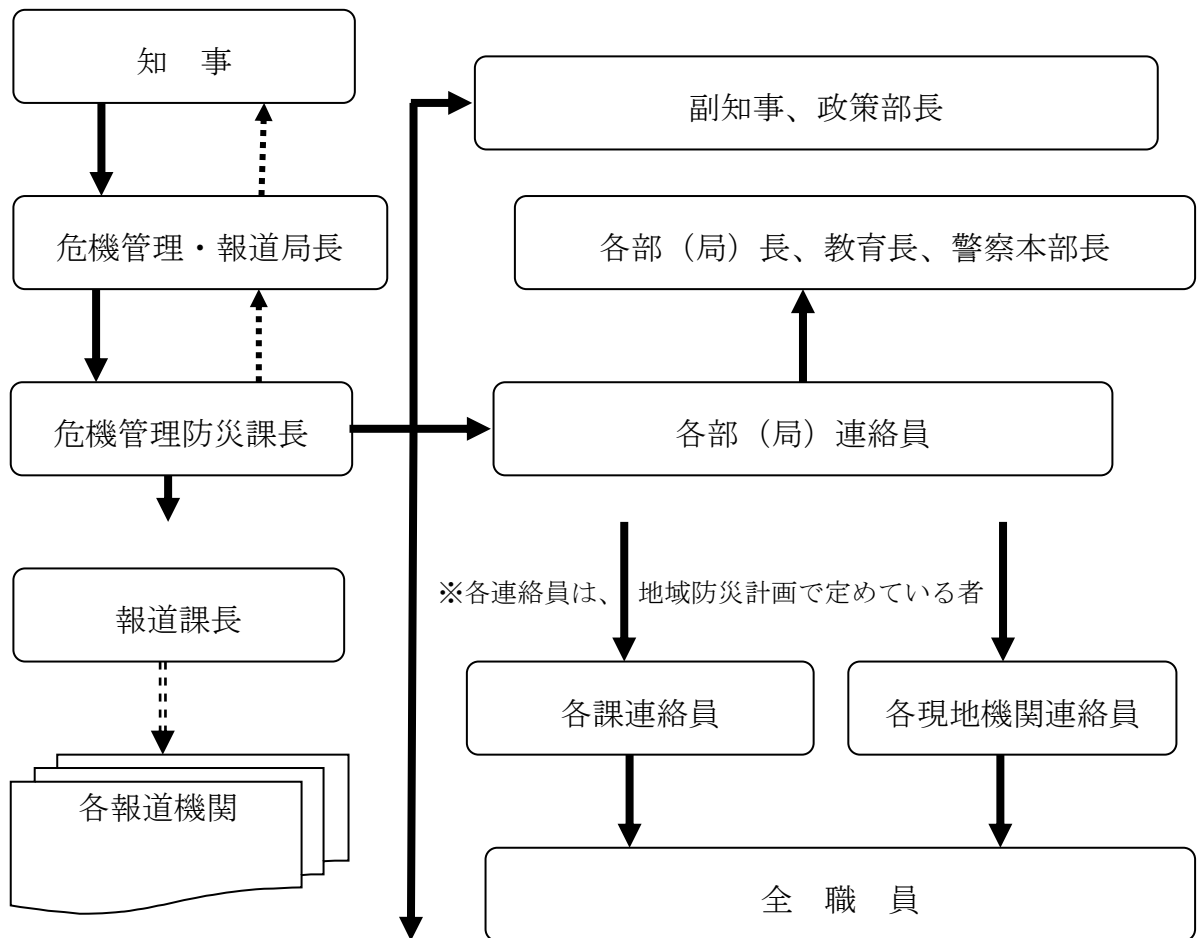 知　事
副知事、政策部長
危機管理・報道局長
各部（局）長、教育長、警察本部長
危機管理防災課長
各部（局）連絡員
※各連絡員は、 地域防災計画で定めている者
報道課長
各課連絡員
各現地機関連絡員
各報道機関
全　職　員